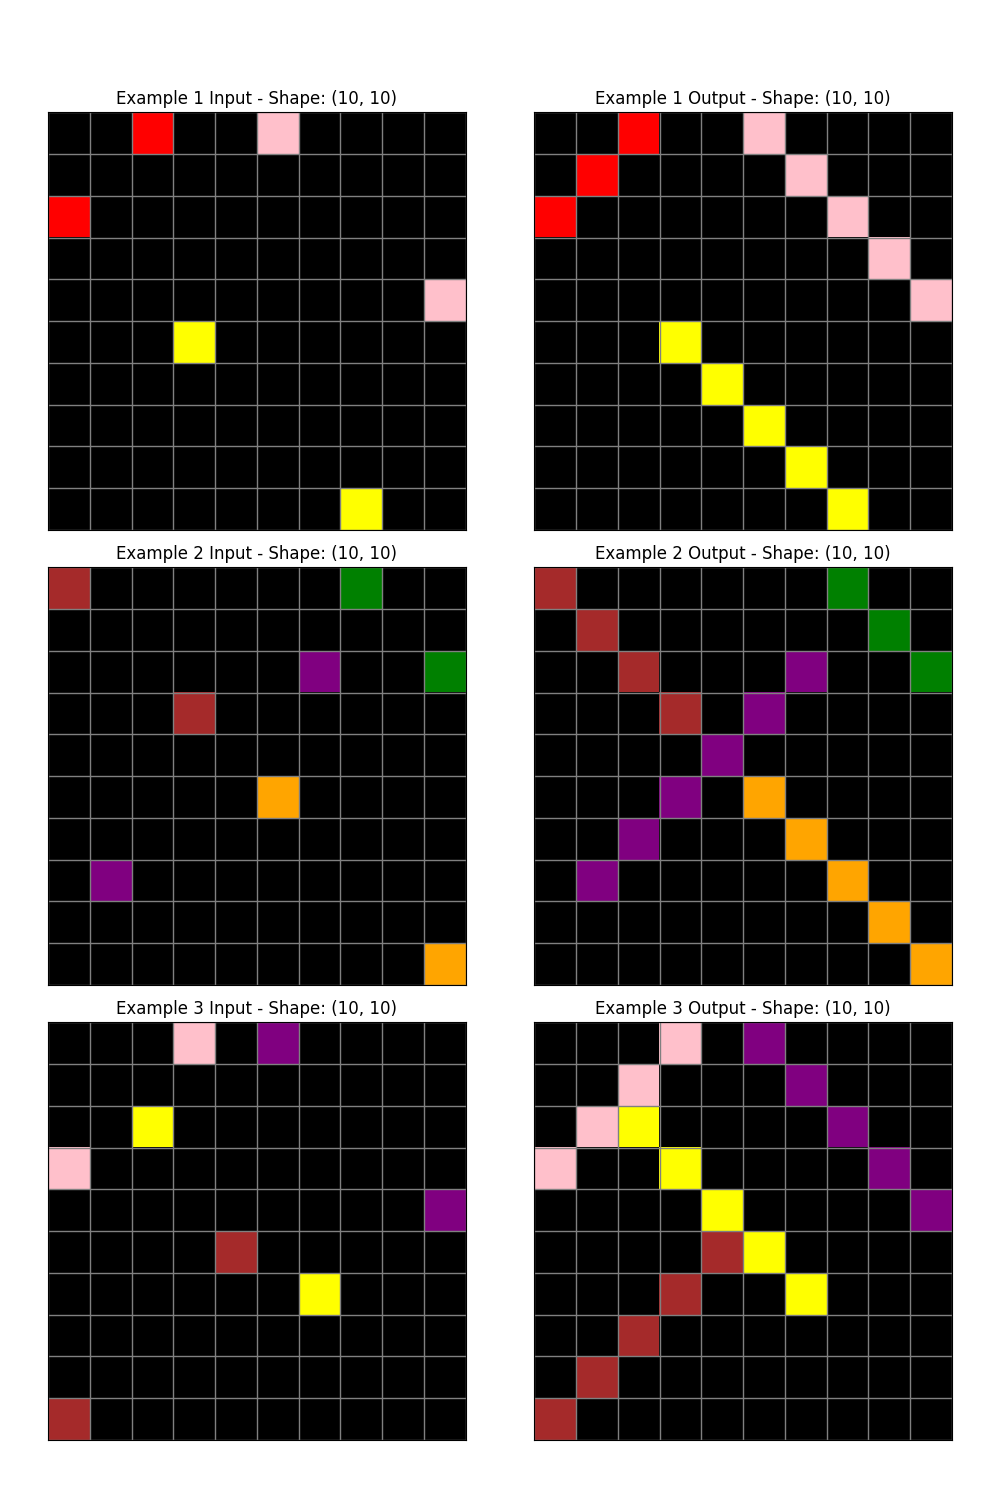 Example 1 Input - Shape: (10, 10)
Example 1 Output - Shape: (10, 10)
Example 2 Input - Shape: (10, 10)
Example 2 Output - Shape: (10, 10)
Example 3 Input - Shape: (10, 10)
Example 3 Output - Shape: (10, 10)